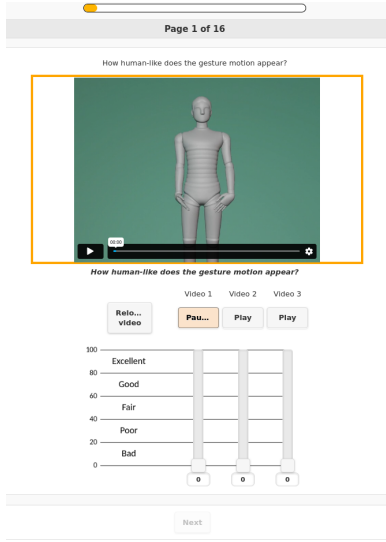 Page 1 of 16
How human-like does the gesture motion appear?
00:00
How human-like does the gesture motion appear?
Video 1 Video 2 Video 3
Relo...
video
Pau... Play Play
100
Excellent
80
Good
60
Fair
40
Poor
20
Bad
0
0 0 0
Next